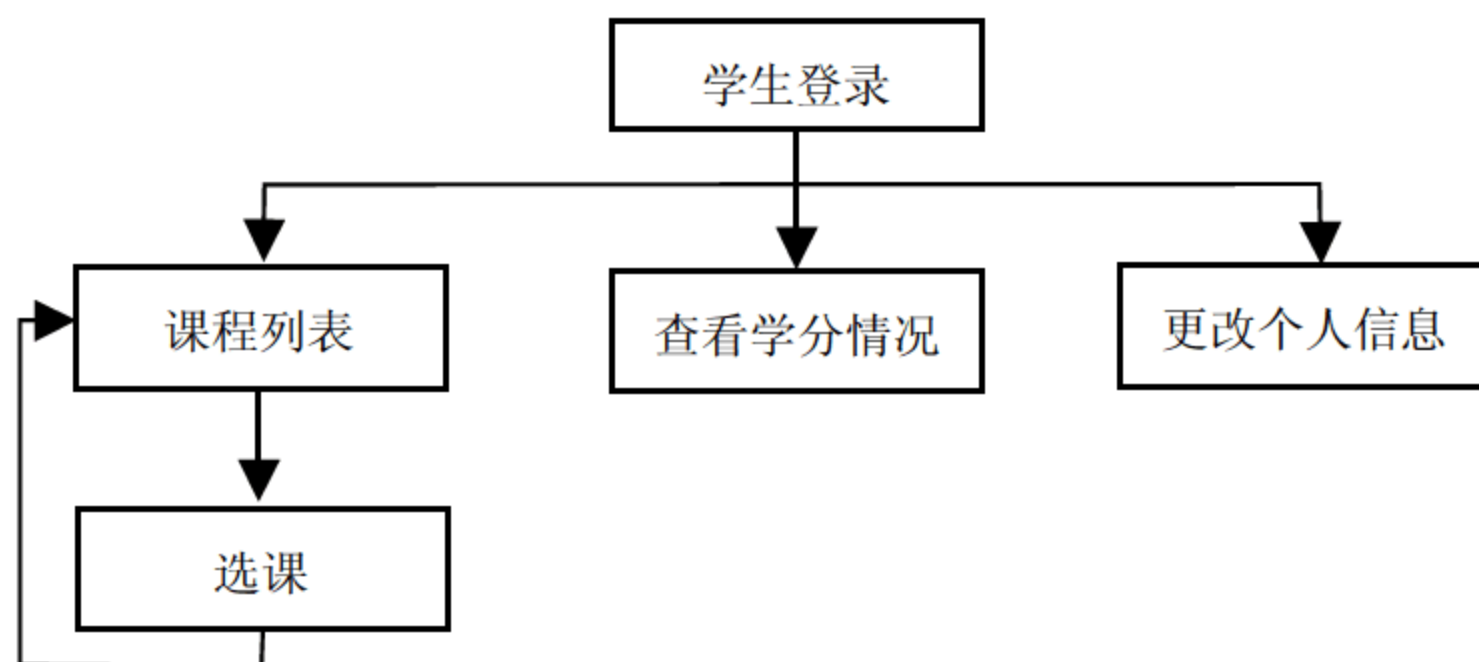 学生登录
课程列表
查看学分情况
更改个人信息
选课